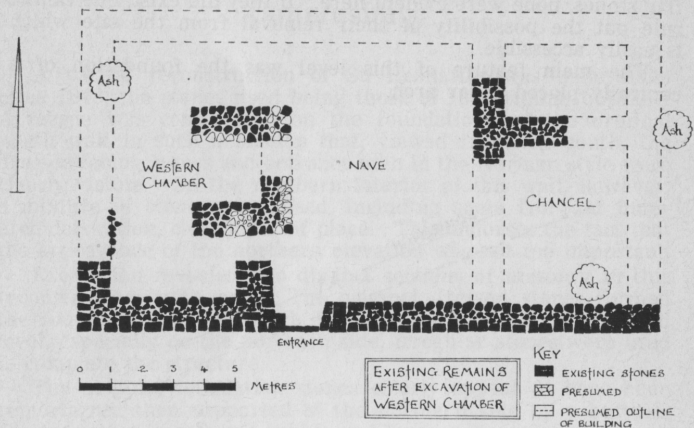 Ash
WESTERN
CHAMBER
NAVE
Ash
CHANCEL
Ash
ENTRANCE
0 1 2 3 4 5
METRES
EXISTING REMAINS
AFTER EXCAVATION OF
WESTERN CHAMBER
KEY
EXISTING STONES
PRESUMED
PRESUMED OUTLINE
OF BUILDING